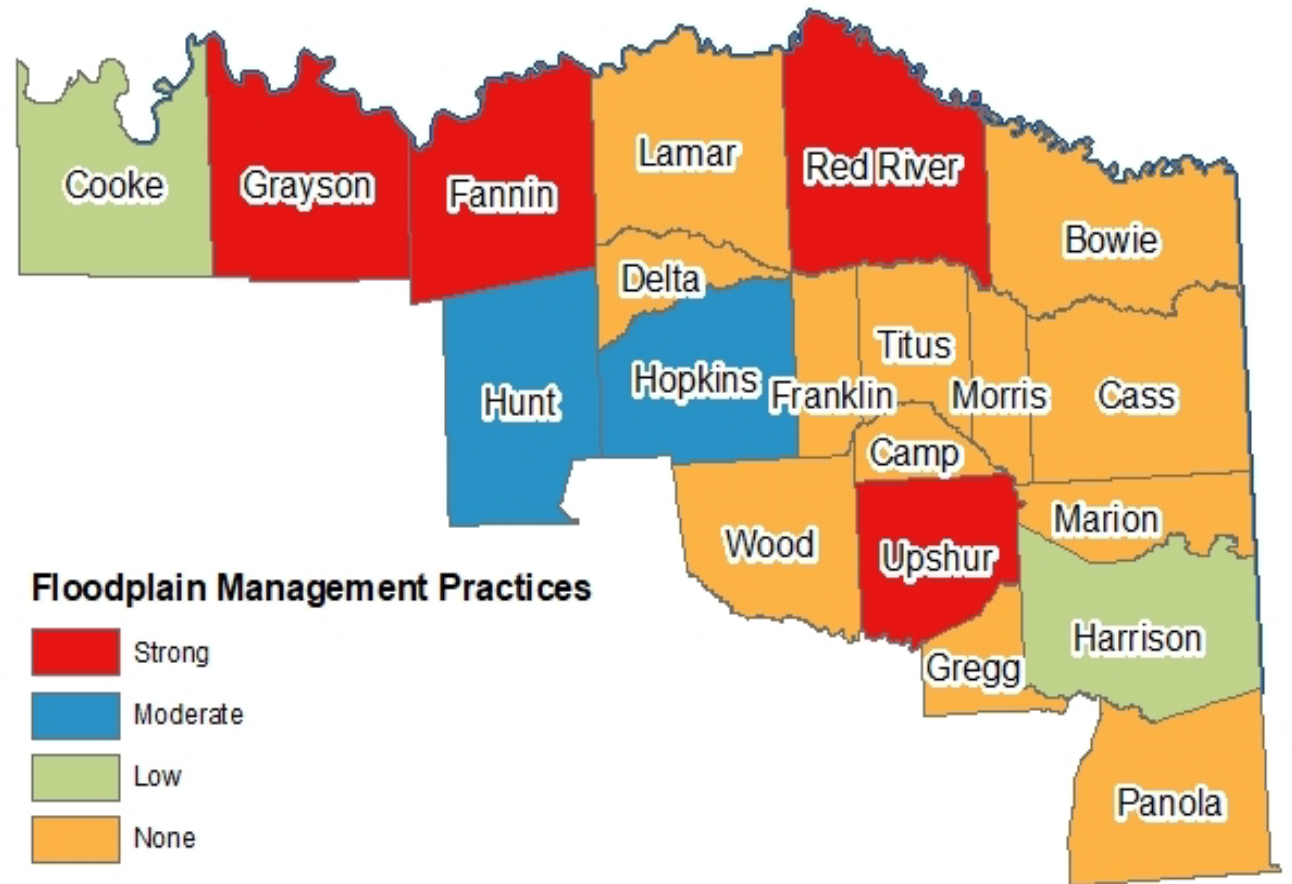 Cooke
Grayson
Fannin
Lamar
Red River
Bowie
Delta
Hunt
Hopkins
Franklin
Titus
Morris
Cass
Camp
Wood
Upshur
Marion
Harrison
Gregg
Panola
Floodplain Management Practices
Strong
Moderate
Low
None